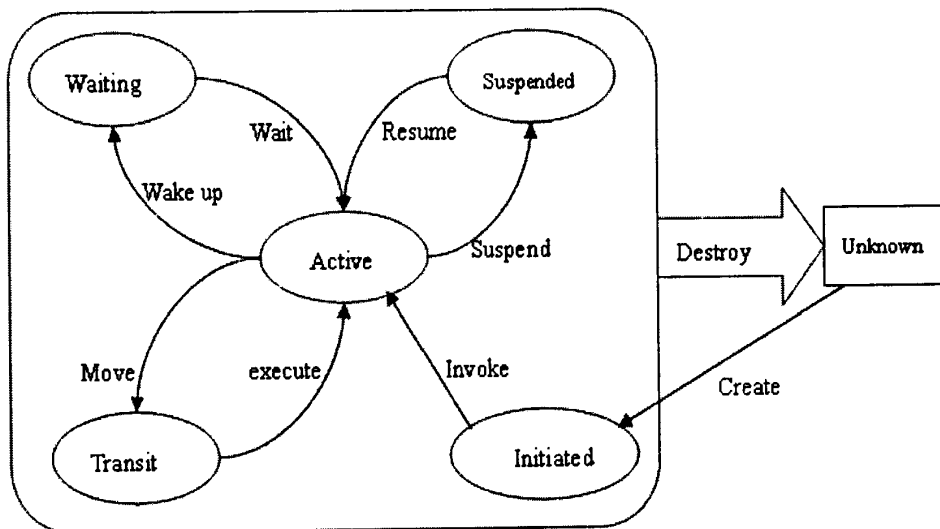 Waiting
Suspended
Wait
Resume
Wake up
Active
Suspend
Destroy
Unknown
Move
execute
Invoke
Create
Transit
Initiated